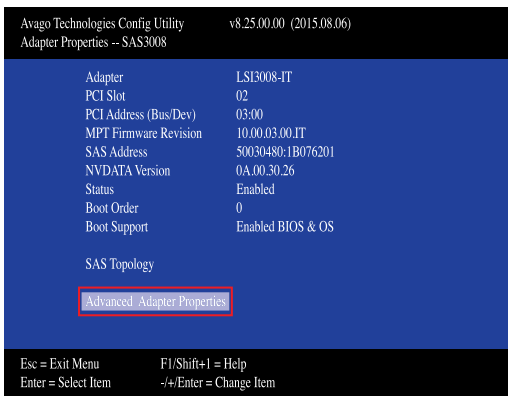 Avago Technologies Config Utility v8.25.00.00 (2015.08.06)
Adapter Properties -- SAS3008
Adapter LSI3008-IT
PCI Slot 02
PCI Address (Bus/Dev) 03:00
MPT Firmware Revision 10.00.03.00.IT
SAS Address 50030480:1B076201
NVDATA Version 0A.00.30.26
Status Enabled
Boot Order 0
Boot Support Enabled BIOS & OS
SAS Topology
Advanced Adapter Properties
Esc = Exit Menu F1/Shift+1 = Help
Enter = Select Item -/+/Enter = Change Item